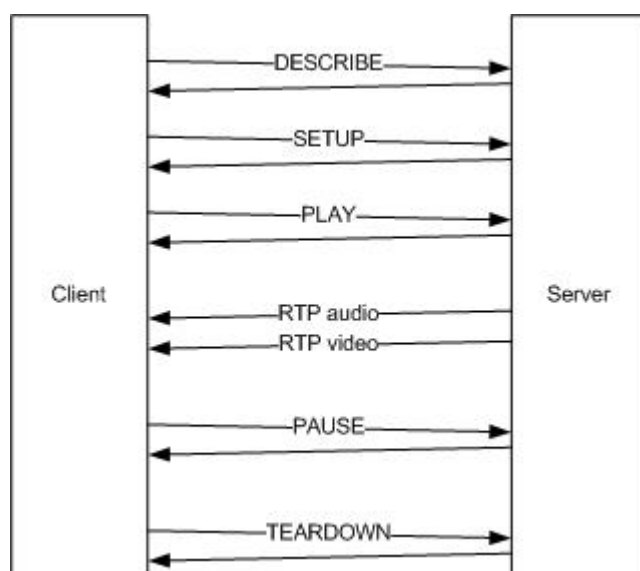 DESCRIBE
SETUP
PLAY
Client
Server
RTP audio
RTP video
PAUSE
TEARDOWN